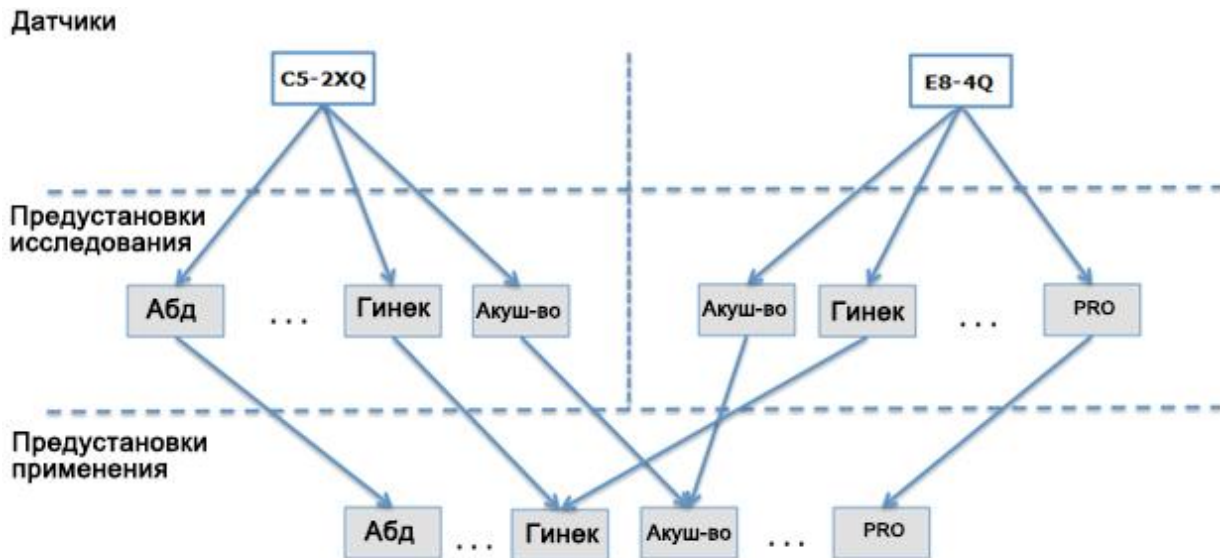 Датчики
C5-2XQ
E8-4Q
Предустановки
исследования
Абд
...
Гинек
Акуш-во
Акуш-во
Гинек
...
PRO
Предустановки
применения
Абд
...
Гинек
Акуш-во
...
PRO